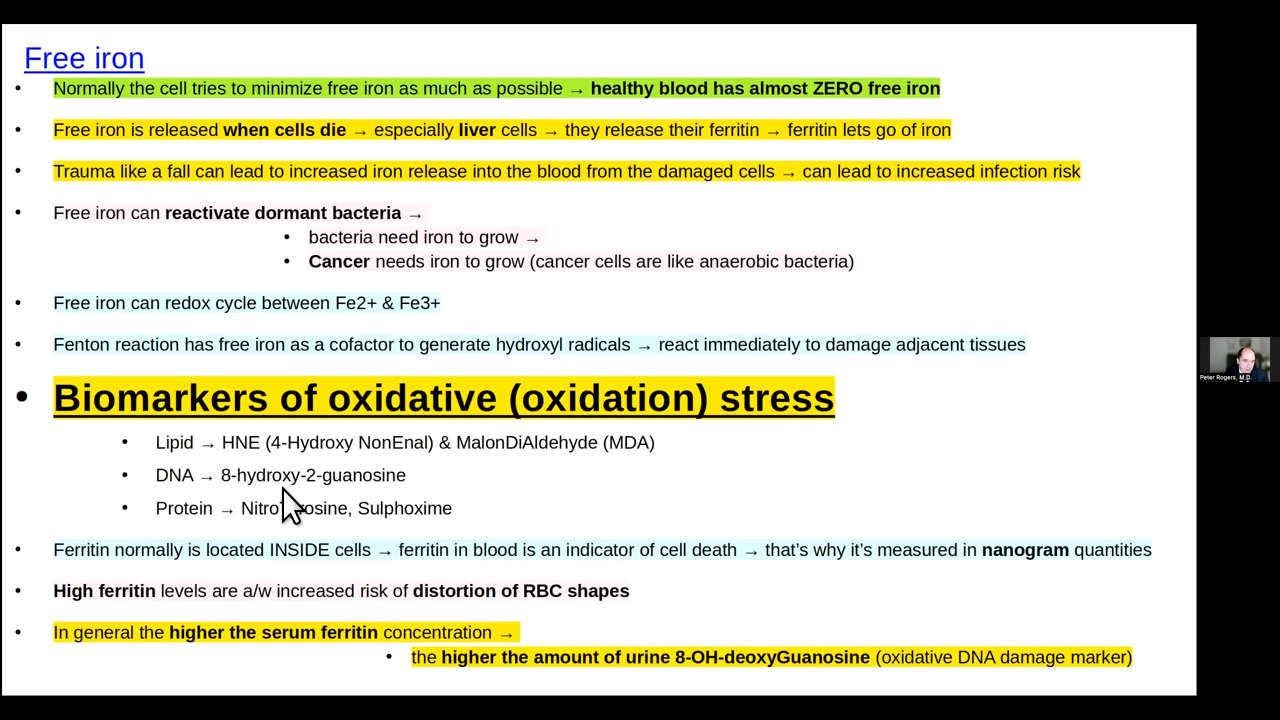 Free iron
• Normally the cell tries to minimize free iron as much as possible → healthy blood has almost ZERO free iron
• Free iron is released when cells die → especially liver cells → they release their ferritin → ferritin lets go of iron
• Trauma like a fall can lead to increased iron release into the blood from the damaged cells → can lead to increased infection risk
• Free iron can reactivate dormant bacteria →
• bacteria need iron to grow →
• Cancer needs iron to grow (cancer cells are like anaerobic bacteria)
• Free iron can redox cycle between Fe2+ & Fe3+
• Fenton reaction has free iron as a cofactor to generate hydroxyl radicals → react immediately to damage adjacent tissues
• Biomarkers of oxidative (oxidation) stress
• Lipid → HNE (4-Hydroxy NonEnal) & MalonDiAldehyde (MDA)
• DNA → 8-hydroxy-2-guanosine
• Protein → Sulphoxime
• Ferritin normally is located INSIDE cells → ferritin in blood is an indicator of cell death → that's why it's measured in nanogram quantities
• High ferritin levels are a/w increased risk of distortion of RBC shapes
• In general the higher the serum ferritin concentration →
• the higher the amount of urine 8-OH-deoxyGuanosine (oxidative DNA damage marker)
Peter Rogers, M.D.